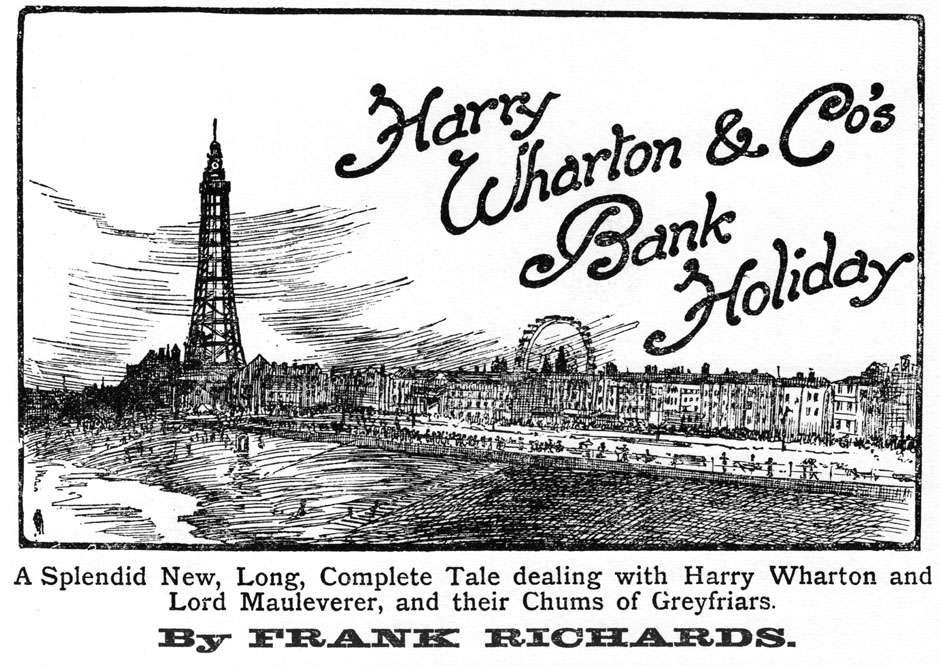 Harry
Wharton & Co's
Bank
Holiday
A Splendid New, Long, Complete Tale dealing with Harry Wharton and
Lord Mauleverer, and their Chums of Greyfriars.
By FRANK RICHARDS.